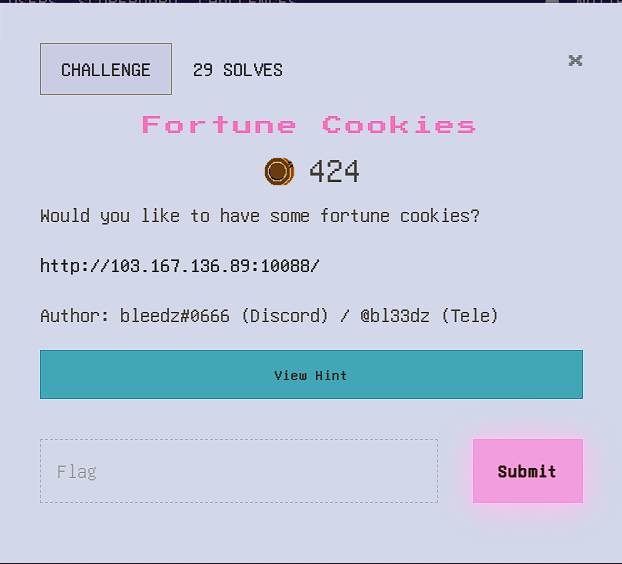 CHALLENGE
29 SOLVES
×
Fortune Cookies
424
Would you like to have some fortune cookies?
http://103.167.136.89:10088/
Author: bleedz#0666 (Discord) / @bl33dz (Tele)
View Hint
Flag
Submit